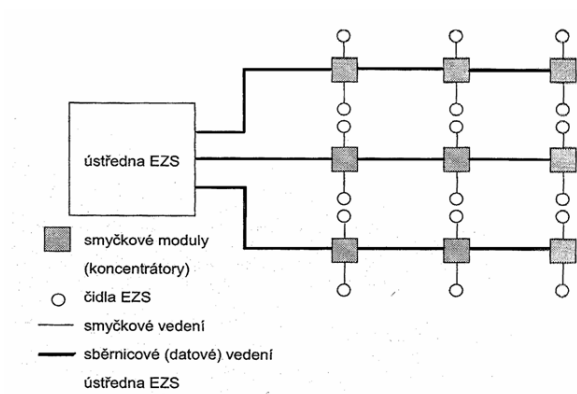 ústředna EZS
smyčkové moduly
(koncentrátory)
čidla EZS
smyčkové vedení
sběrnicové (datové) vedení
ústředna EZS